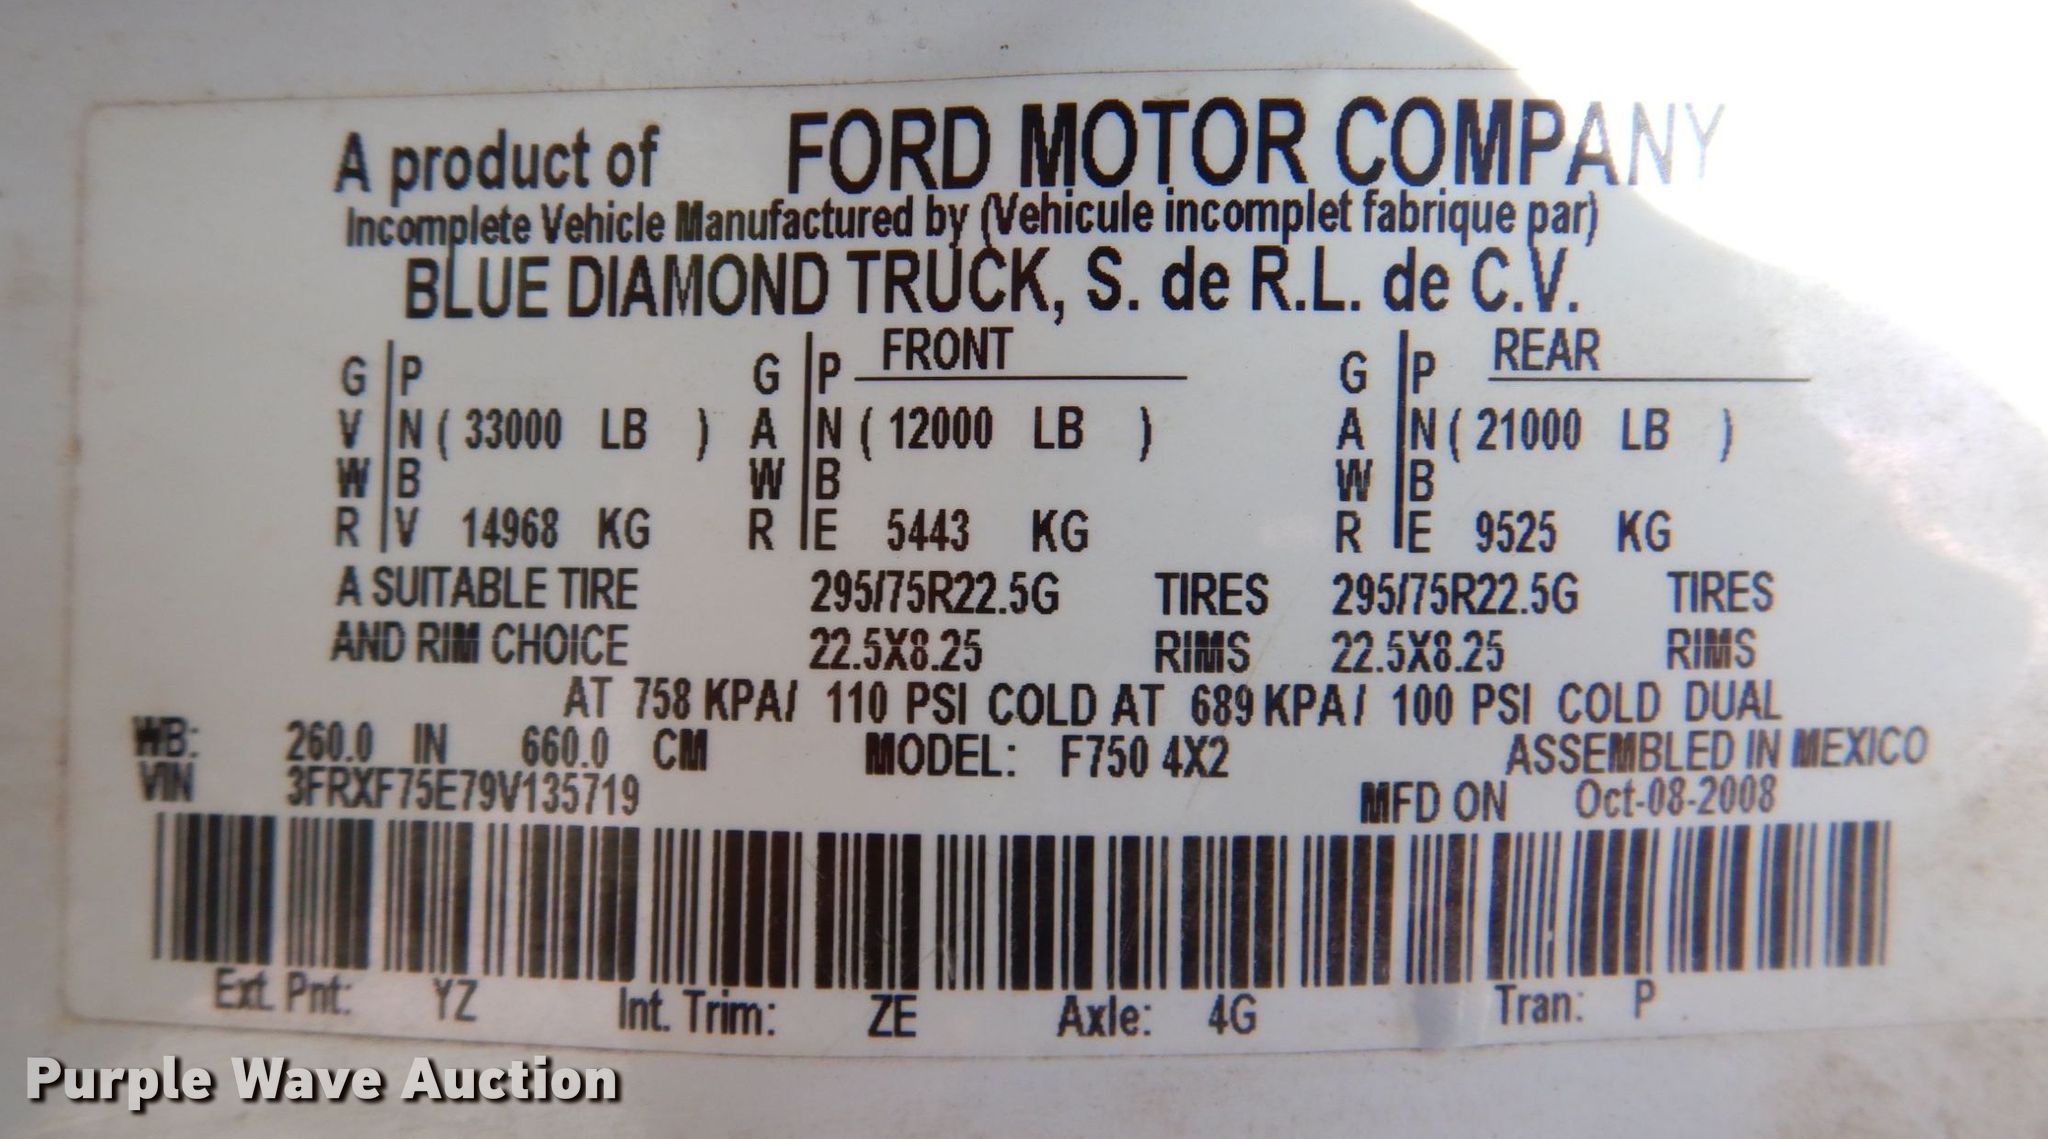 A product of FORD MOTOR COMPANY
Incomplete Vehicle Manufactured by (Vehicule incomplet fabrique par)
BLUE DIAMOND TRUCK, S. de R.L. de C.V.
G P G P FRONT G P REAR
V N ( 33000 LB ) A N ( 12000 LB ) A N ( 21000 LB )
W B W B W B
R V 14968 KG R E 5443 KG R E 9525 KG
A SUITABLE TIRE 295/75R22.5G TIRES 295/75R22.5G TIRES
AND RIM CHOICE 22.5X8.25 RIMS 22.5X8.25 RIMS
AT 758 KPA/ 110 PSI COLD AT 689 KPA/ 100 PSI COLD DUAL
WB: 260.0 IN 660.0 CM MODEL: F750 4X2 ASSEMBLED IN MEXICO
VIN 3FRXF75E79V135719 MFD ON Oct-08-2008
Ext. Pnt: YZ Int. Trim: ZE Axle: 4G Tran: P
Purple Wave Auction